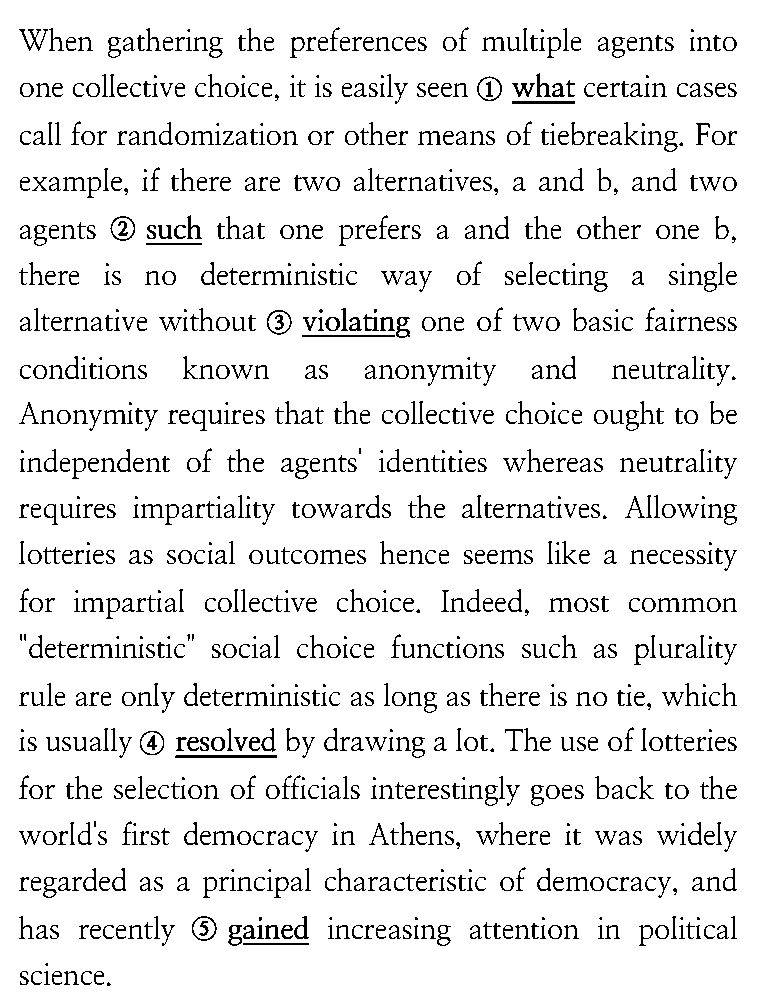 When gathering the preferences of multiple agents into
one collective choice, it is easily seen ① what certain cases
call for randomization or other means of tiebreaking. For
example, if there are two alternatives, a and b, and two
agents ② such that one prefers a and the other one b,
there is no deterministic way of selecting a single
alternative without ③ violating one of two basic fairness
conditions known as anonymity and neutrality.
Anonymity requires that the collective choice ought to be
independent of the agents' identities whereas neutrality
requires impartiality towards the alternatives. Allowing
lotteries as social outcomes hence seems like a necessity
for impartial collective choice. Indeed, most common
"deterministic" social choice functions such as plurality
rule are only deterministic as long as there is no tie, which
is usually ④ resolved by drawing a lot. The use of lotteries
for the selection of officials interestingly goes back to the
world's first democracy in Athens, where it was widely
regarded as a principal characteristic of democracy, and
has recently ⑤ gained increasing attention in political
science.